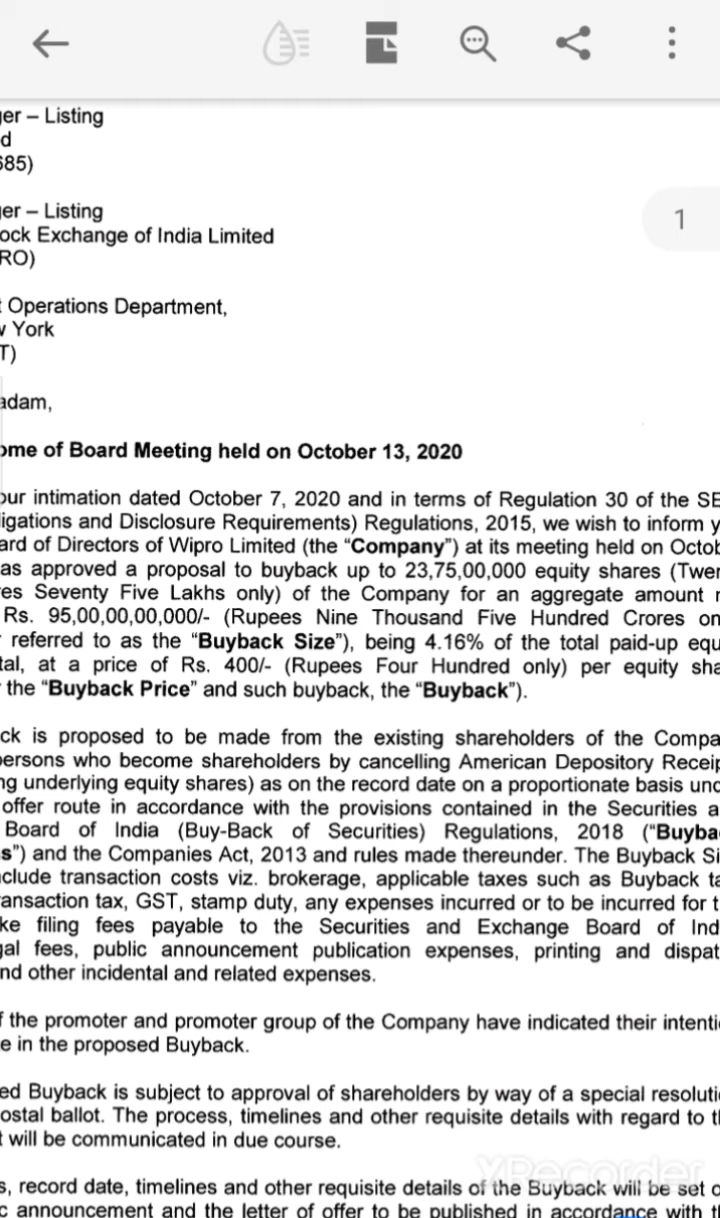 er – Listing
d
685)
1
er – Listing
ock Exchange of India Limited
RO)
Operations Department,
York
T)
adam,
ome of Board Meeting held on October 13, 2020
our intimation dated October 7, 2020 and in terms of Regulation 30 of the SE
igations and Disclosure Requirements) Regulations, 2015, we wish to inform y
ard of Directors of Wipro Limited (the “Company”) at its meeting held on Octob
as approved a proposal to buyback up to 23,75,00,000 equity shares (Twen
es Seventy Five Lakhs only) of the Company for an aggregate amount n
Rs. 95,00,00,00,000/- (Rupees Nine Thousand Five Hundred Crores on
referred to as the “Buyback Size”), being 4.16% of the total paid-up equ
tal, at a price of Rs. 400/- (Rupees Four Hundred only) per equity sha
the “Buyback Price” and such buyback, the “Buyback”).
ck is proposed to be made from the existing shareholders of the Compa
persons who become shareholders by cancelling American Depository Receip
ng underlying equity shares) as on the record date on a proportionate basis und
offer route in accordance with the provisions contained in the Securities a
Board of India (Buy-Back of Securities) Regulations, 2018 (“Buyba
s”) and the Companies Act, 2013 and rules made thereunder. The Buyback Si
clude transaction costs viz. brokerage, applicable taxes such as Buyback ta
ansaction tax, GST, stamp duty, any expenses incurred or to be incurred for t
ke filing fees payable to the Securities and Exchange Board of Ind
gal fees, public announcement publication expenses, printing and dispat
nd other incidental and related expenses.
f the promoter and promoter group of the Company have indicated their intenti
e in the proposed Buyback.
ed Buyback is subject to approval of shareholders by way of a special resoluti
ostal ballot. The process, timelines and other requisite details with regard to t
t will be communicated in due course.
XRecorder
s, record date, timelines and other requisite details of the Buyback will be set o
c announcement and the letter of offer to be published in accordance with t